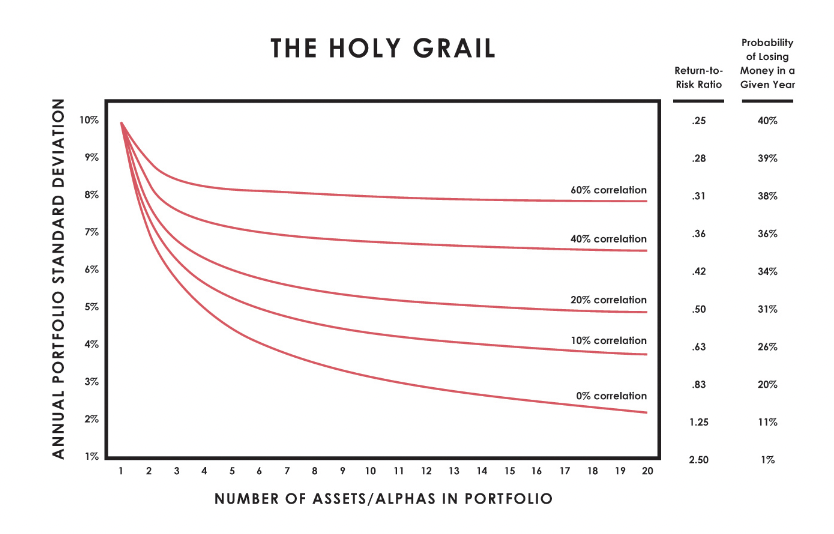 THE HOLY GRAIL
Return-to-
Risk Ratio
Probability
of Losing
Money in a
Given Year
ANNUAL PORTFOLIO STANDARD DEVIATION
10%
9%
8%
7%
6%
5%
4%
3%
2%
1%
60% correlation
40% correlation
20% correlation
10% correlation
0% correlation
.25 40%
.28 39%
.31 38%
.36 36%
.42 34%
.50 31%
.63 26%
.83 20%
1.25 11%
2.50 1%
1 2 3 4 5 6 7 8 9 10 11 12 13 14 15 16 17 18 19 20
NUMBER OF ASSETS/ALPHAS IN PORTFOLIO